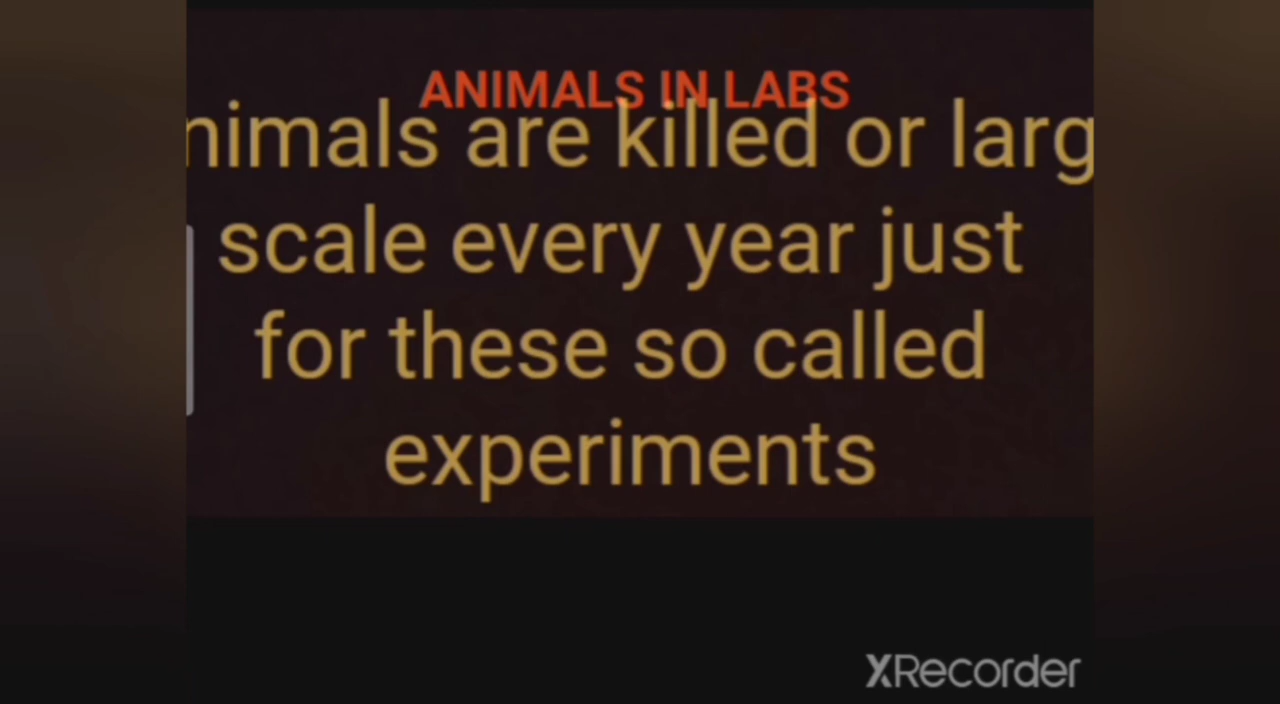 ANIMALS IN LABS
nimals are killed or larg
scale every year just
for these so called
experiments
XRecorder